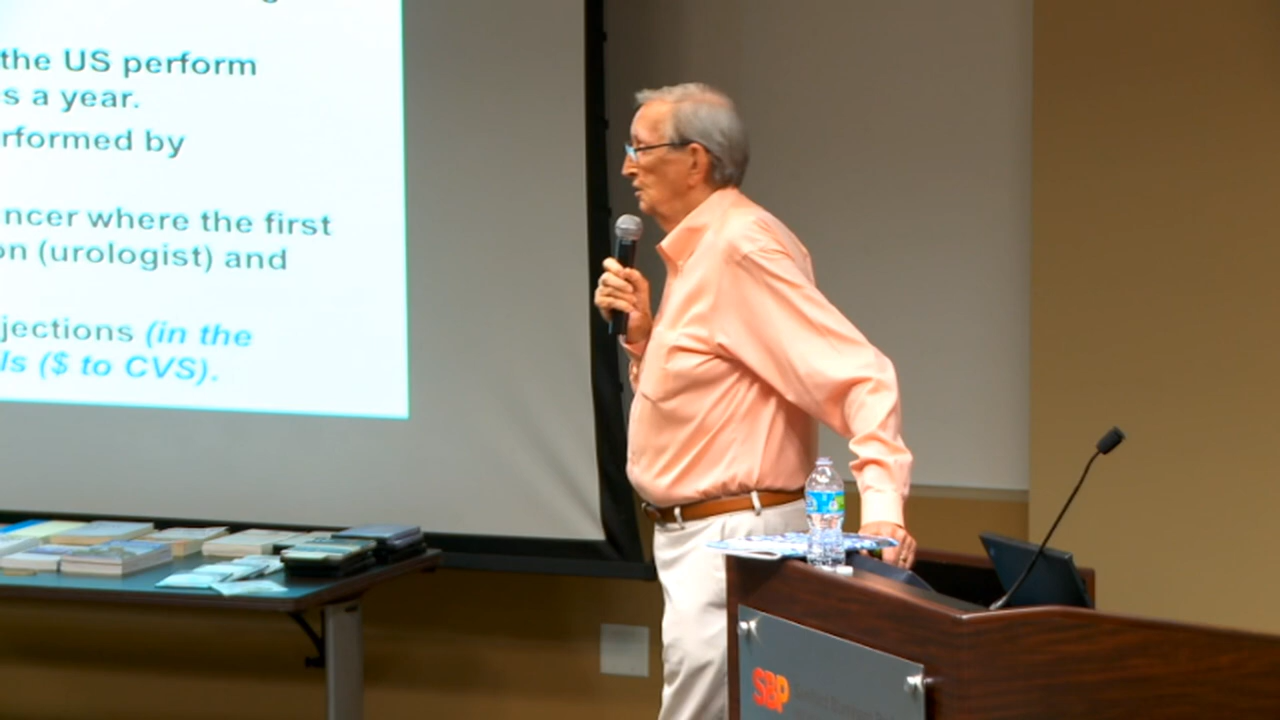 the US perform
s a year.
rformed by
ncer where the first
on (urologist) and
jections (in the
ls ($ to CVS).
SBP